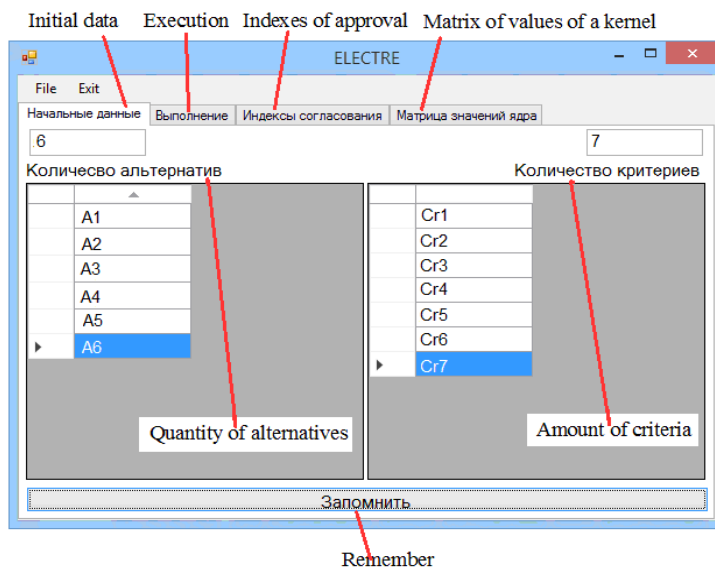 Initial data Execution Indexes of approval Matrix of values of a kernel
ELECTRE
File Exit
Начальные данные Выполнение Индексы согласования Матрица значений ядра
6 7
Количесво альтернатив Количество критериев
A1 Cr1
A2 Cr2
A3 Cr3
A4 Cr4
A5 Cr5
A6 Cr6
Cr7
Quantity of alternatives Amount of criteria
Запомнить
Remember